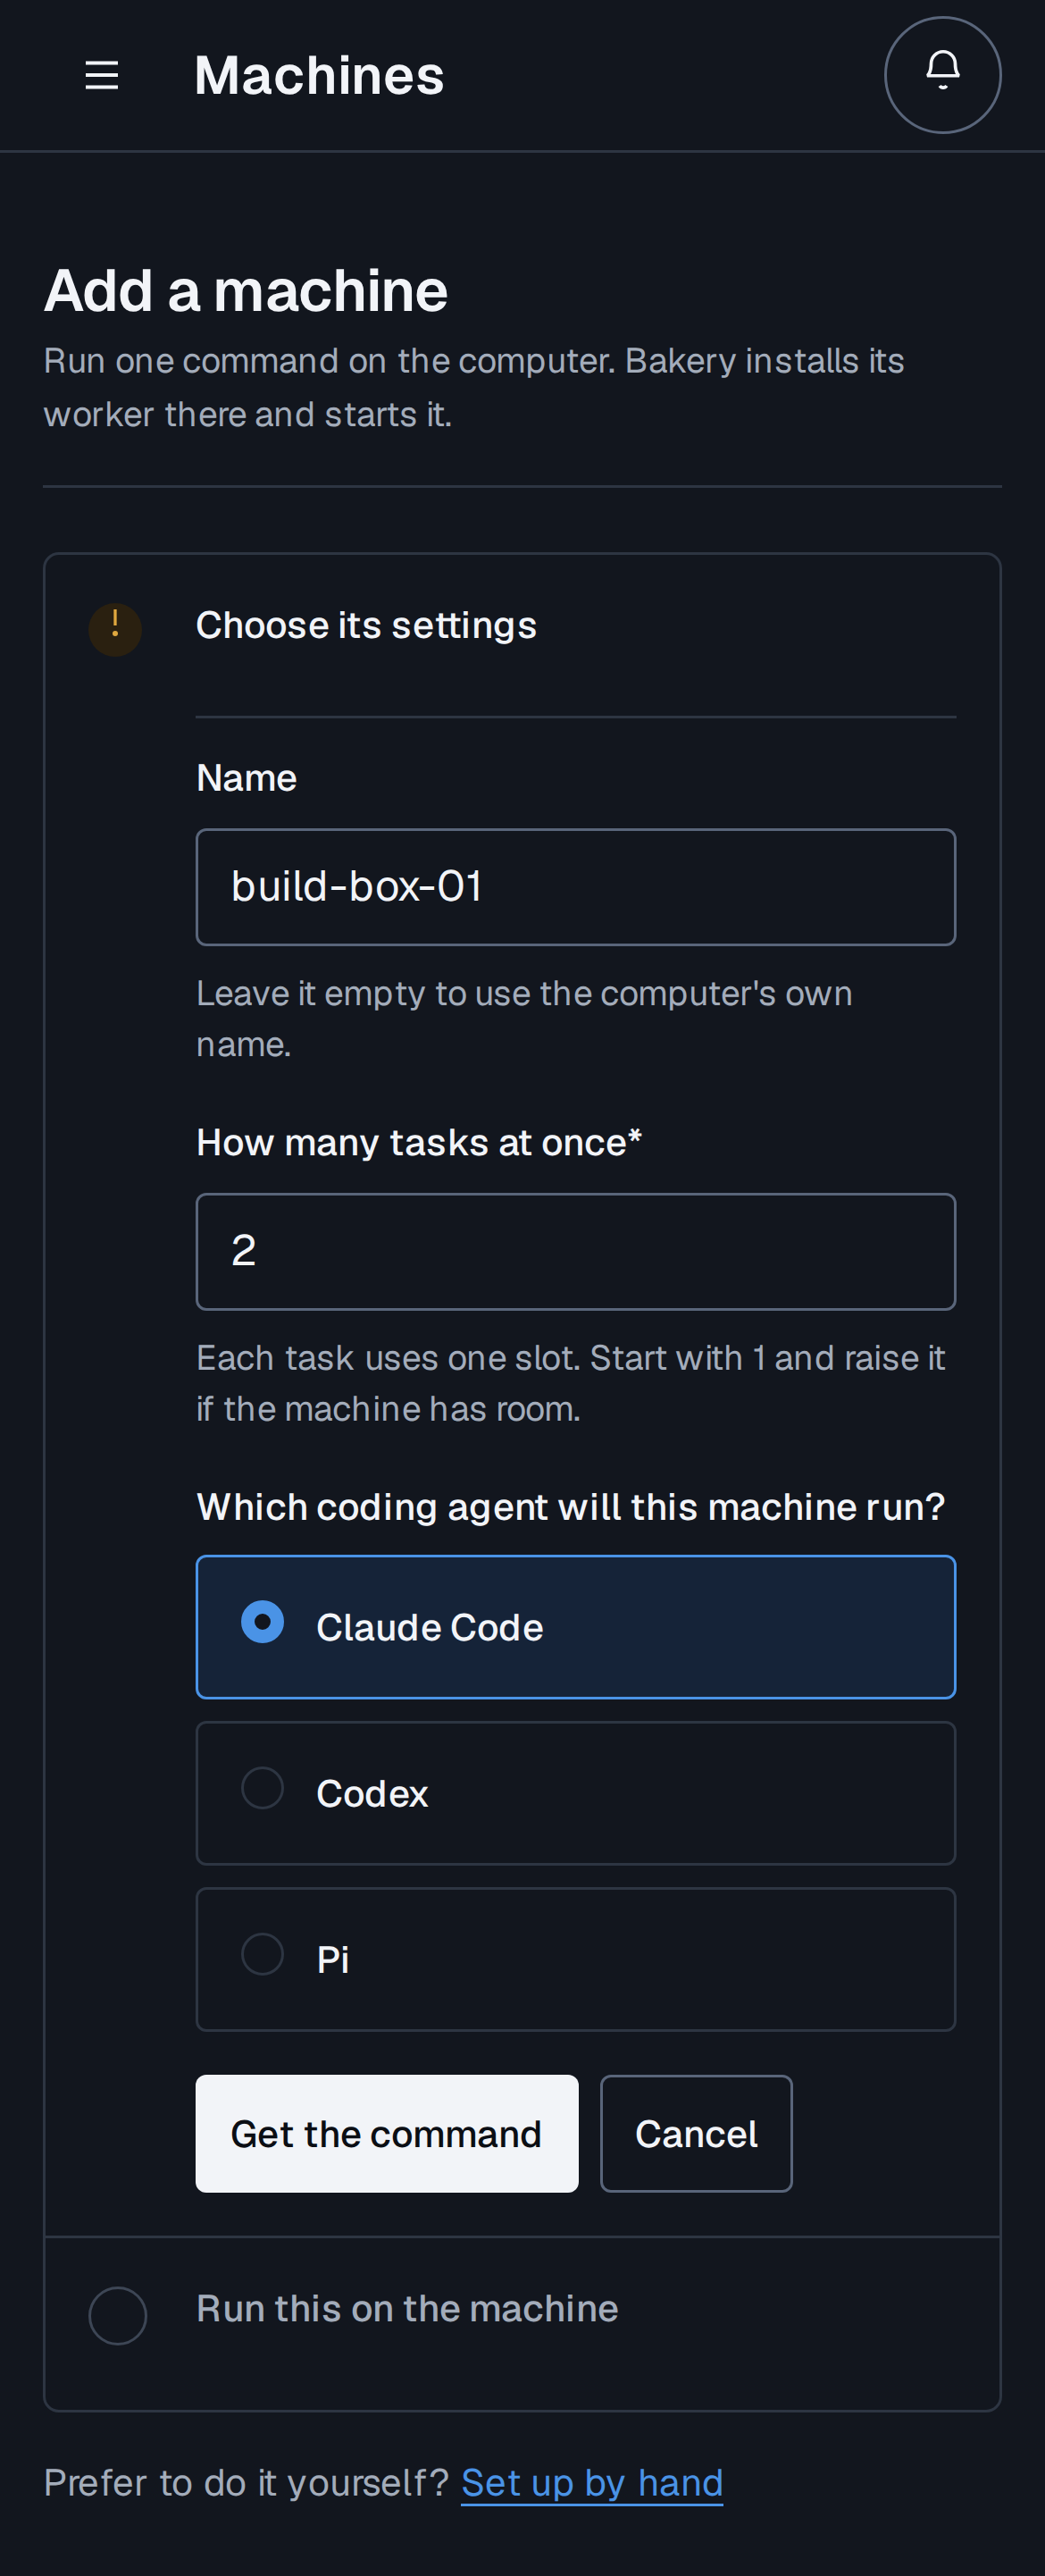 Machines
Add a machine
Run one command on the computer. Bakery installs its
worker there and starts it.
!
Choose its settings
Name
build-box-01
Leave it empty to use the computer's own
name.
How many tasks at once*
2
Each task uses one slot. Start with 1 and raise it
if the machine has room.
Which coding agent will this machine run?
Claude Code
Codex
Pi
Get the command
Cancel
Run this on the machine
Prefer to do it yourself? Set up by hand